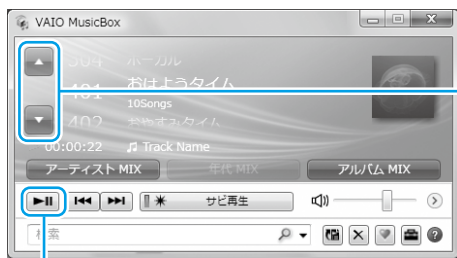 VAIO MusicBox
304 ボーカル
401 おはようタイム
10Songs
402 おやすみタイム
00:00:22 Track Name
アーティスト MIX 年代 MIX アルバム MIX
サビ再生
検索